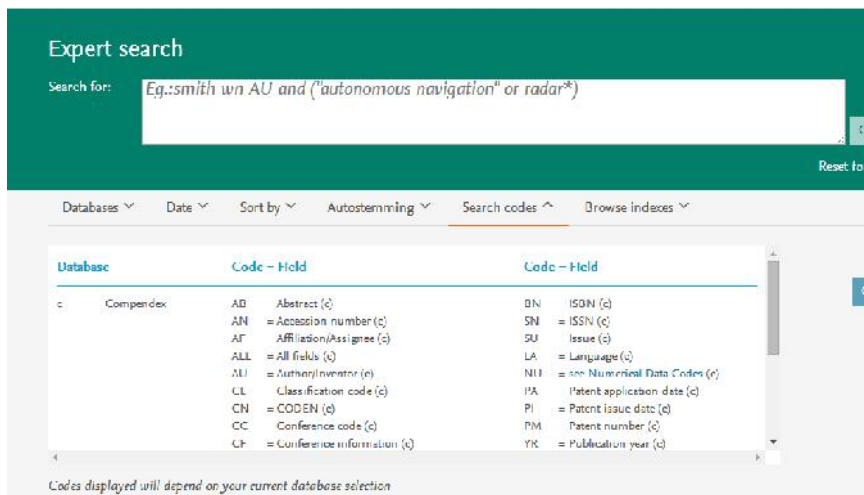 Expert search
Search for:
Eg.:smith wn AU and ("autonomous navigation" or radar*)
Reset fo
Databases Date Sort by Autostemming Search codes Browse indexes
Database Code = Field Code = Field
c Compendex AB Abstract (c) BN ISBN (c)
AN = Accession number (c) SN = ISSN (c)
AF Affiliation/Assignee (c) SU Issue (c)
ALL = All fields (c) LA = Language (c)
AU = Author/Inventor (c) NU = see Numerical Data Codes (c)
CL Classification code (c) PA Patent application date (c)
CN = CODEN (c) PI = Patent issue date (c)
CC Conference code (c) PM Patent number (c)
CF = Conference information (c) YR = Publication year (c)
Codes displayed will depend on your current database selection